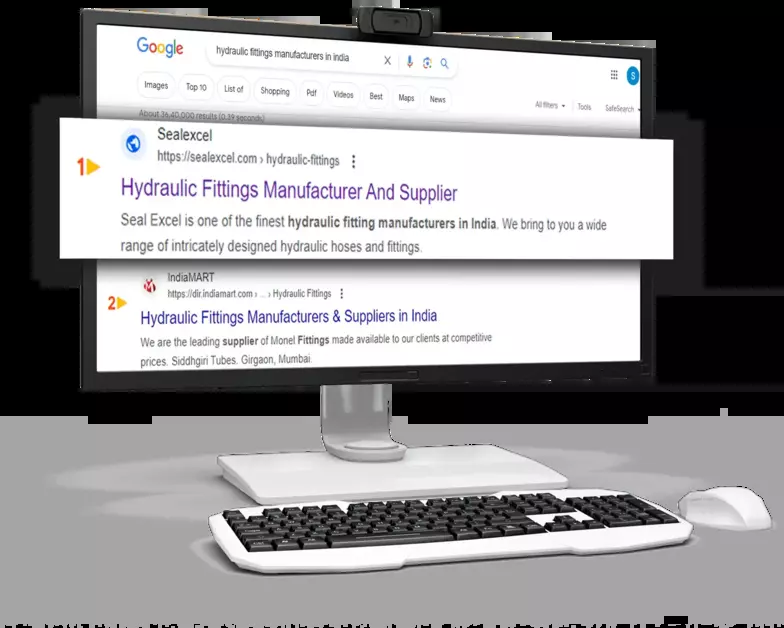 Google
hydraulic fittings manufacturers in india
Images Top 10 List of Shopping Pdf Videos Best Maps News
All filters Tools SafeSearch
S
About 36,40,000 results (0.39 seconds)
1
Sealexcel
https://sealexcel.com › hydraulic-fittings
Hydraulic Fittings Manufacturer And Supplier
Seal Excel is one of the finest hydraulic fitting manufacturers in India. We bring to you a wide
range of intricately designed hydraulic hoses and fittings.
2
IndiaMART
https://dir.indiamart.com › ... › Hydraulic Fittings
Hydraulic Fittings Manufacturers & Suppliers in India
We are the leading supplier of Monel Fittings made available to our clients at competitive
prices. Siddhgiri Tubes. Girgaon, Mumbai.